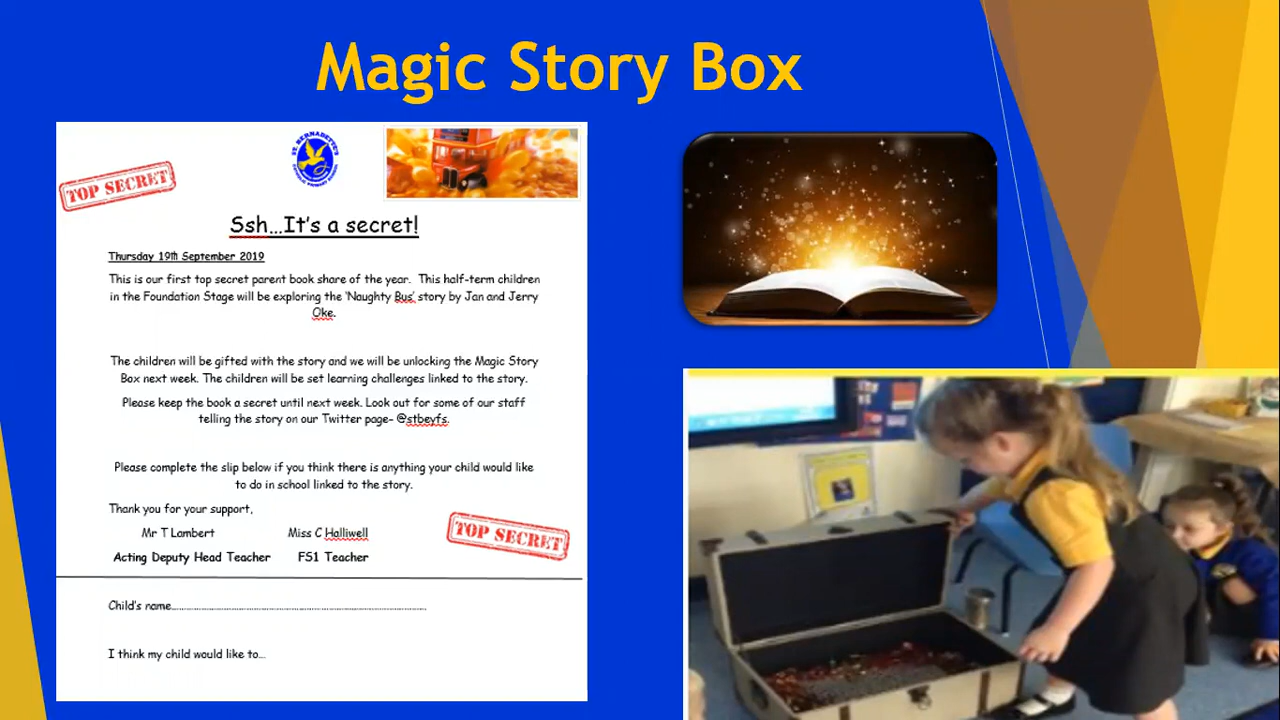 Magic Story Box
ST. BERNADETTE'S
TOP SECRET
Ssh...It's a secret!
Thursday 19th September 2019
This is our first top secret parent book share of the year. This half-term children
in the Foundation Stage will be exploring the 'Naughty Bus' story by Jan and Jerry
Oke.
The children will be gifted with the story and we will be unlocking the Magic Story
Box next week. The children will be set learning challenges linked to the story.
Please keep the book a secret until next week. Look out for some of our staff
telling the story on our Twitter page- @stbeyfs.
Please complete the slip below if you think there is anything your child would like
to do in school linked to the story.
Thank you for your support,
Mr T Lambert Miss C Halliwell
TOP SECRET
Acting Deputy Head Teacher FS1 Teacher
Child's name..............................................................
I think my child would like to...